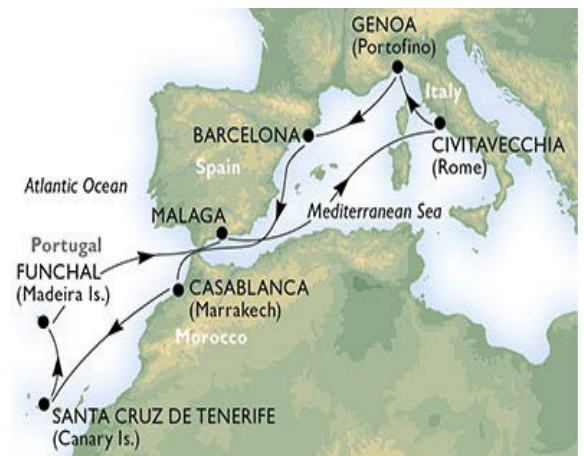 GENOA
(Portofino)
Italy
BARCELONA
CIVITAVECCHIA
(Rome)
Spain
Atlantic Ocean
MALAGA
Mediterranean Sea
Portugal
FUNCHAL
(Madeira Is.)
CASABLANCA
(Marrakech)
Morocco
SANTA CRUZ DE TENERIFE
(Canary Is.)